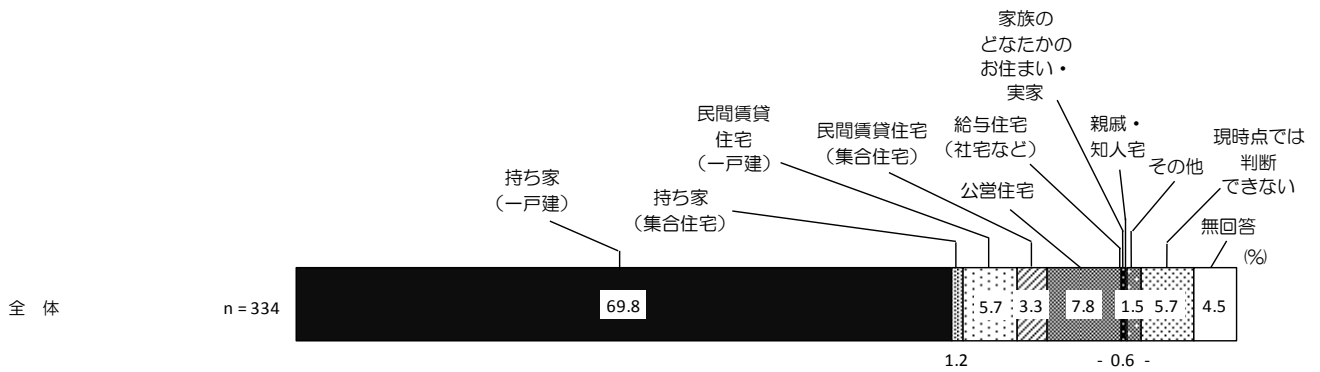 家族の
どなたかの
お住まい・
実家
民間賃貸
住宅
（一戸建）
民間賃貸住宅
（集合住宅）
給与住宅
（社宅など）
親戚・
知人宅
現時点では
判断
できない
その他
持ち家
（一戸建）
持ち家
（集合住宅）
公営住宅
無回答
(%)
全　体
n = 334
69.8
5.7
3.3
7.8
1.5
5.7
4.5
1.2
- 0.6 -